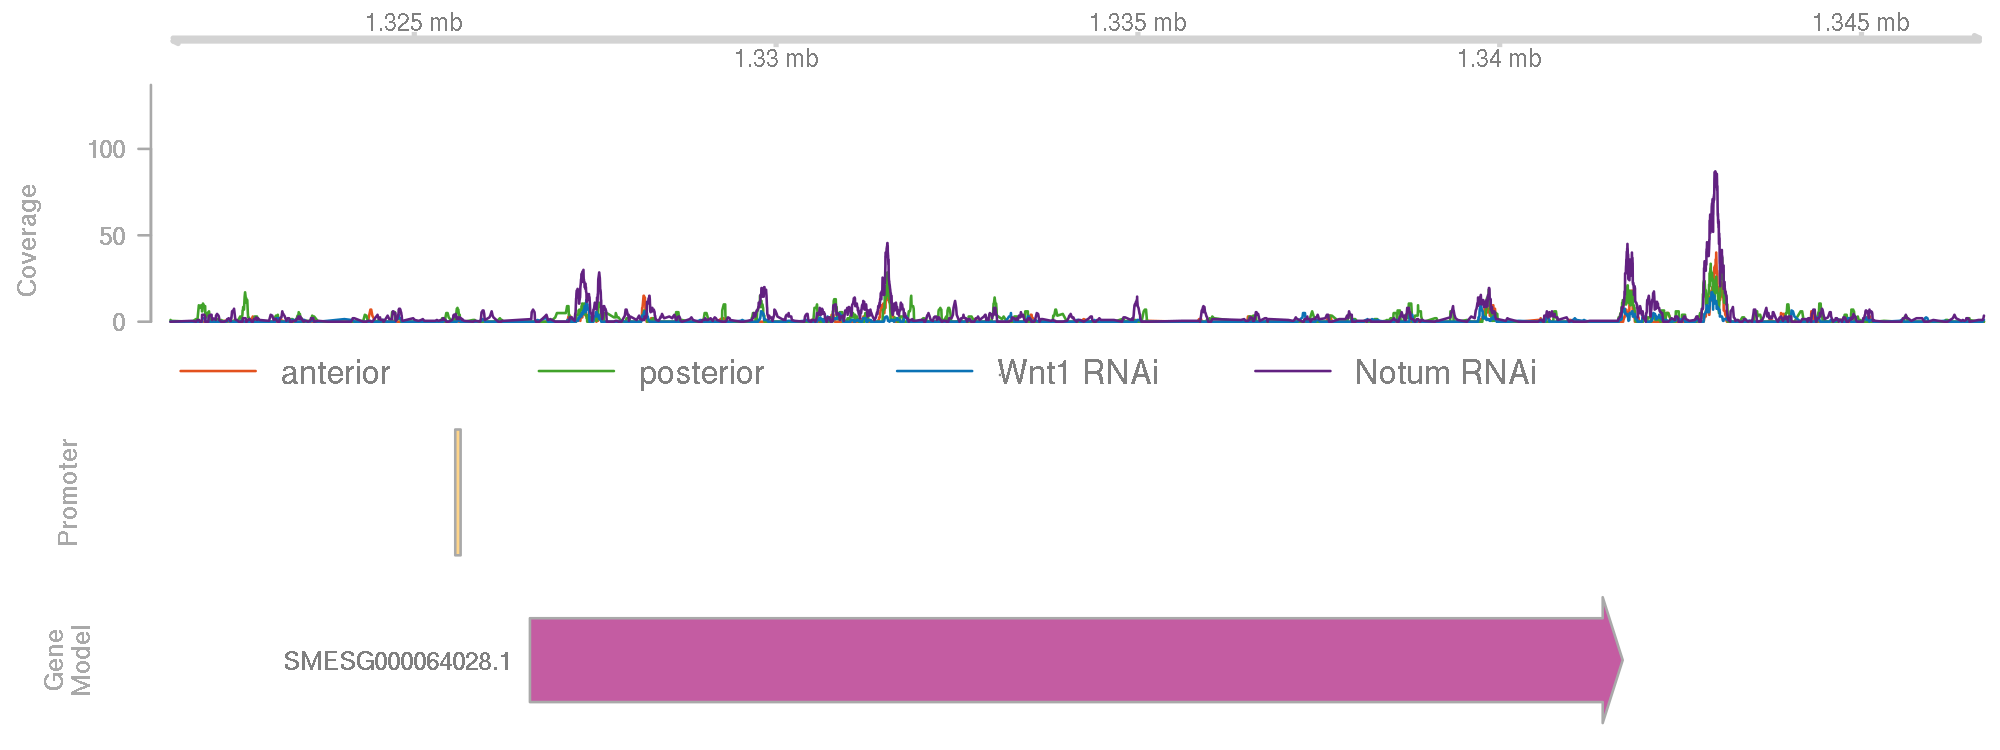 1.325 mb
1.335 mb
1.345 mb
1.33 mb
1.34 mb
Coverage
100
50
0
anterior
posterior
Wnt1 RNAi
Notum RNAi
Promoter
Gene
Model
SMESG000064028.1